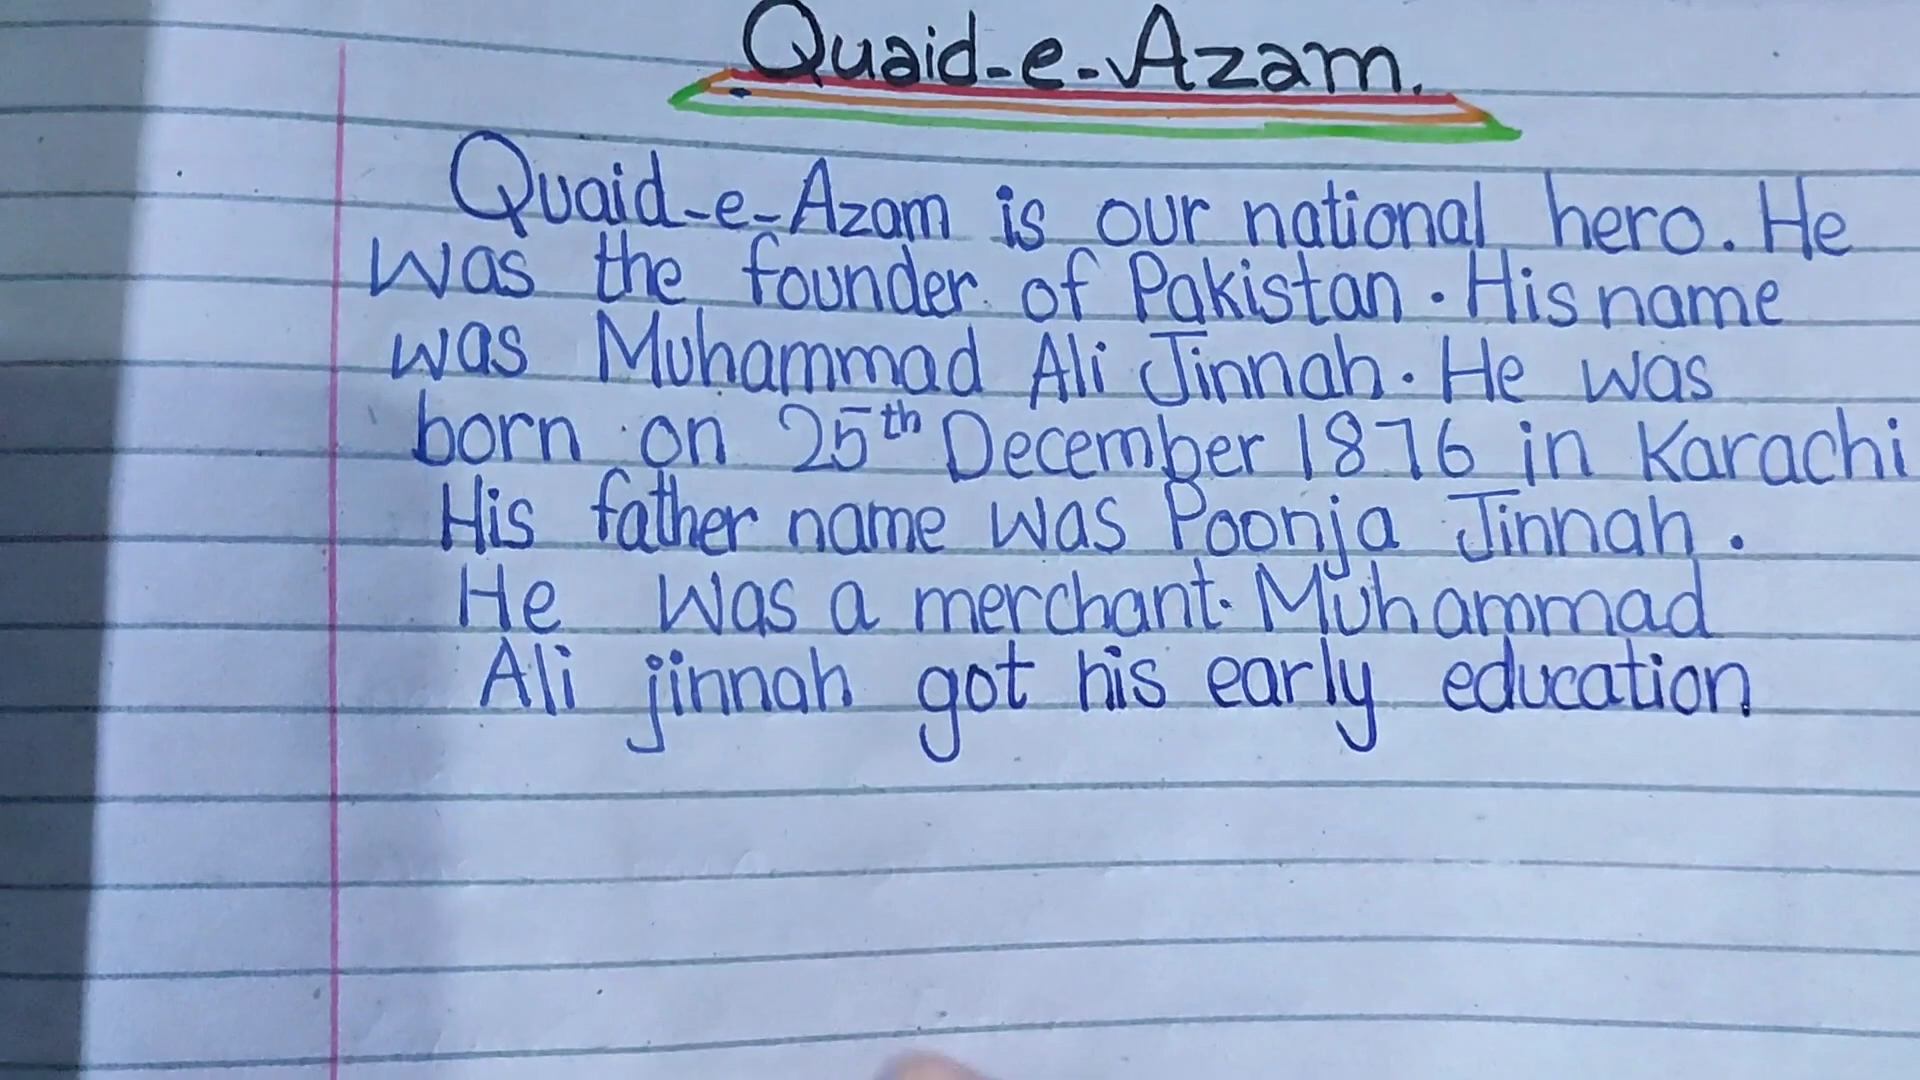 Quaid-e-Azam.
Quaid-e-Azam is our national hero. He
was the founder of Pakistan. His name
was Muhammad Ali Jinnah. He was
born on 25th December 1876 in Karachi
His father name was Poonja Jinnah.
He was a merchant. Muhammad
Ali jinnah got his early education